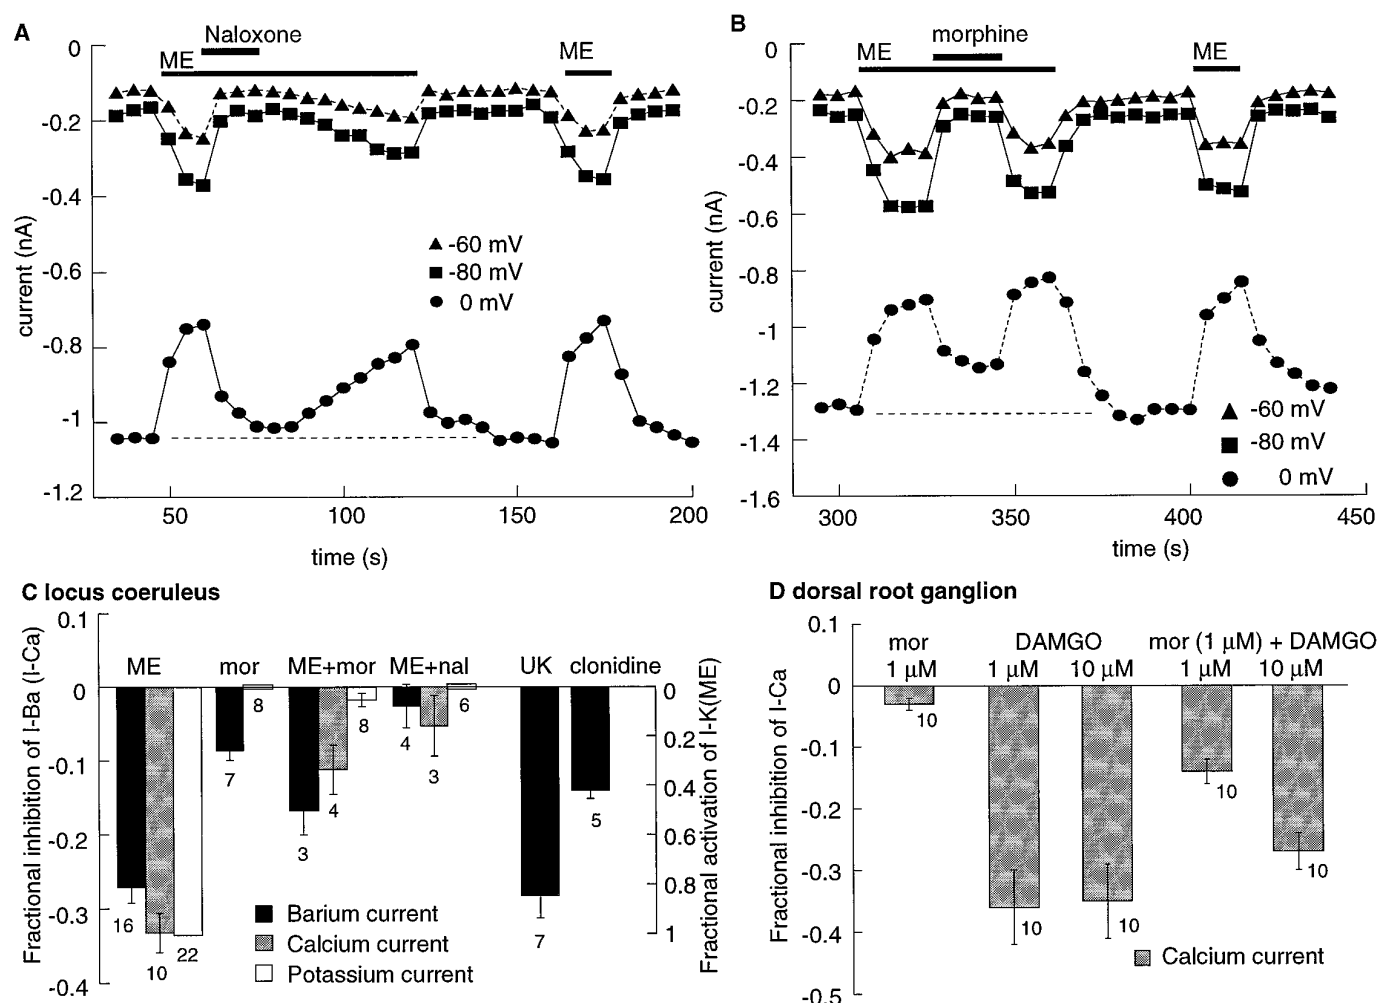 A
Naloxone
ME
ME
0
-0.2
-0.4
-0.6
-0.8
-1
-1.2
current (nA)
-60 mV
-80 mV
0 mV
50
100
150
200
time (s)
B
morphine
ME
ME
0
-0.2
-0.4
-0.6
-0.8
-1
-1.2
-1.4
-1.6
current (nA)
-60 mV
-80 mV
0 mV
300
350
400
450
time (s)
C locus coeruleus
0.1
0
-0.1
-0.2
-0.3
-0.4
Fractional inhibition of I-Ba (I-Ca)
ME
mor
ME+mor
ME+nal
UK
clonidine
16
10
22
7
8
3
4
8
4
3
6
7
5
Barium current
Calcium current
Potassium current
0
0.2
0.4
0.6
0.8
1
Fractional activation of I-K(ME)
D dorsal root ganglion
0.1
0
-0.1
-0.2
-0.3
-0.4
-0.5
Fractional inhibition of I-Ca
mor
DAMGO
mor (1 µM) + DAMGO
1 µM
1 µM
10 µM
1 µM
10 µM
10
10
10
10
10
Calcium current